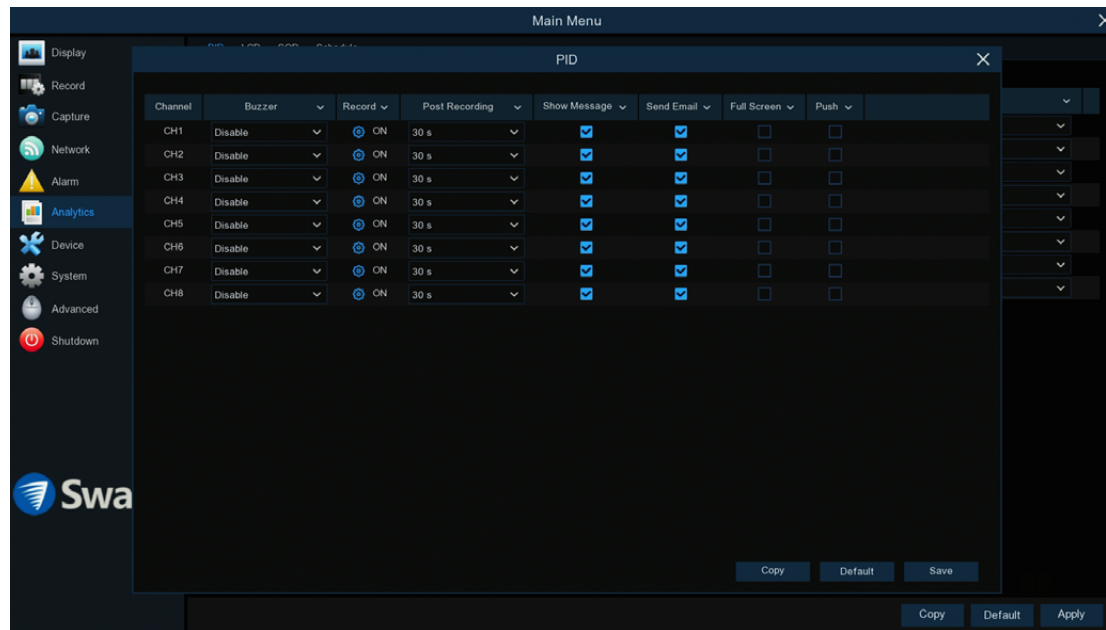 Main Menu
Display
Record
Capture
Network
Alarm
Analytics
Device
System
Advanced
Shutdown
Swa
PID
Channel Buzzer Record Post Recording Show Message Send Email Full Screen Push
CH1 Disable ON 30 s
CH2 Disable ON 30 s
CH3 Disable ON 30 s
CH4 Disable ON 30 s
CH5 Disable ON 30 s
CH6 Disable ON 30 s
CH7 Disable ON 30 s
CH8 Disable ON 30 s
Copy Default Save
Copy Default Apply